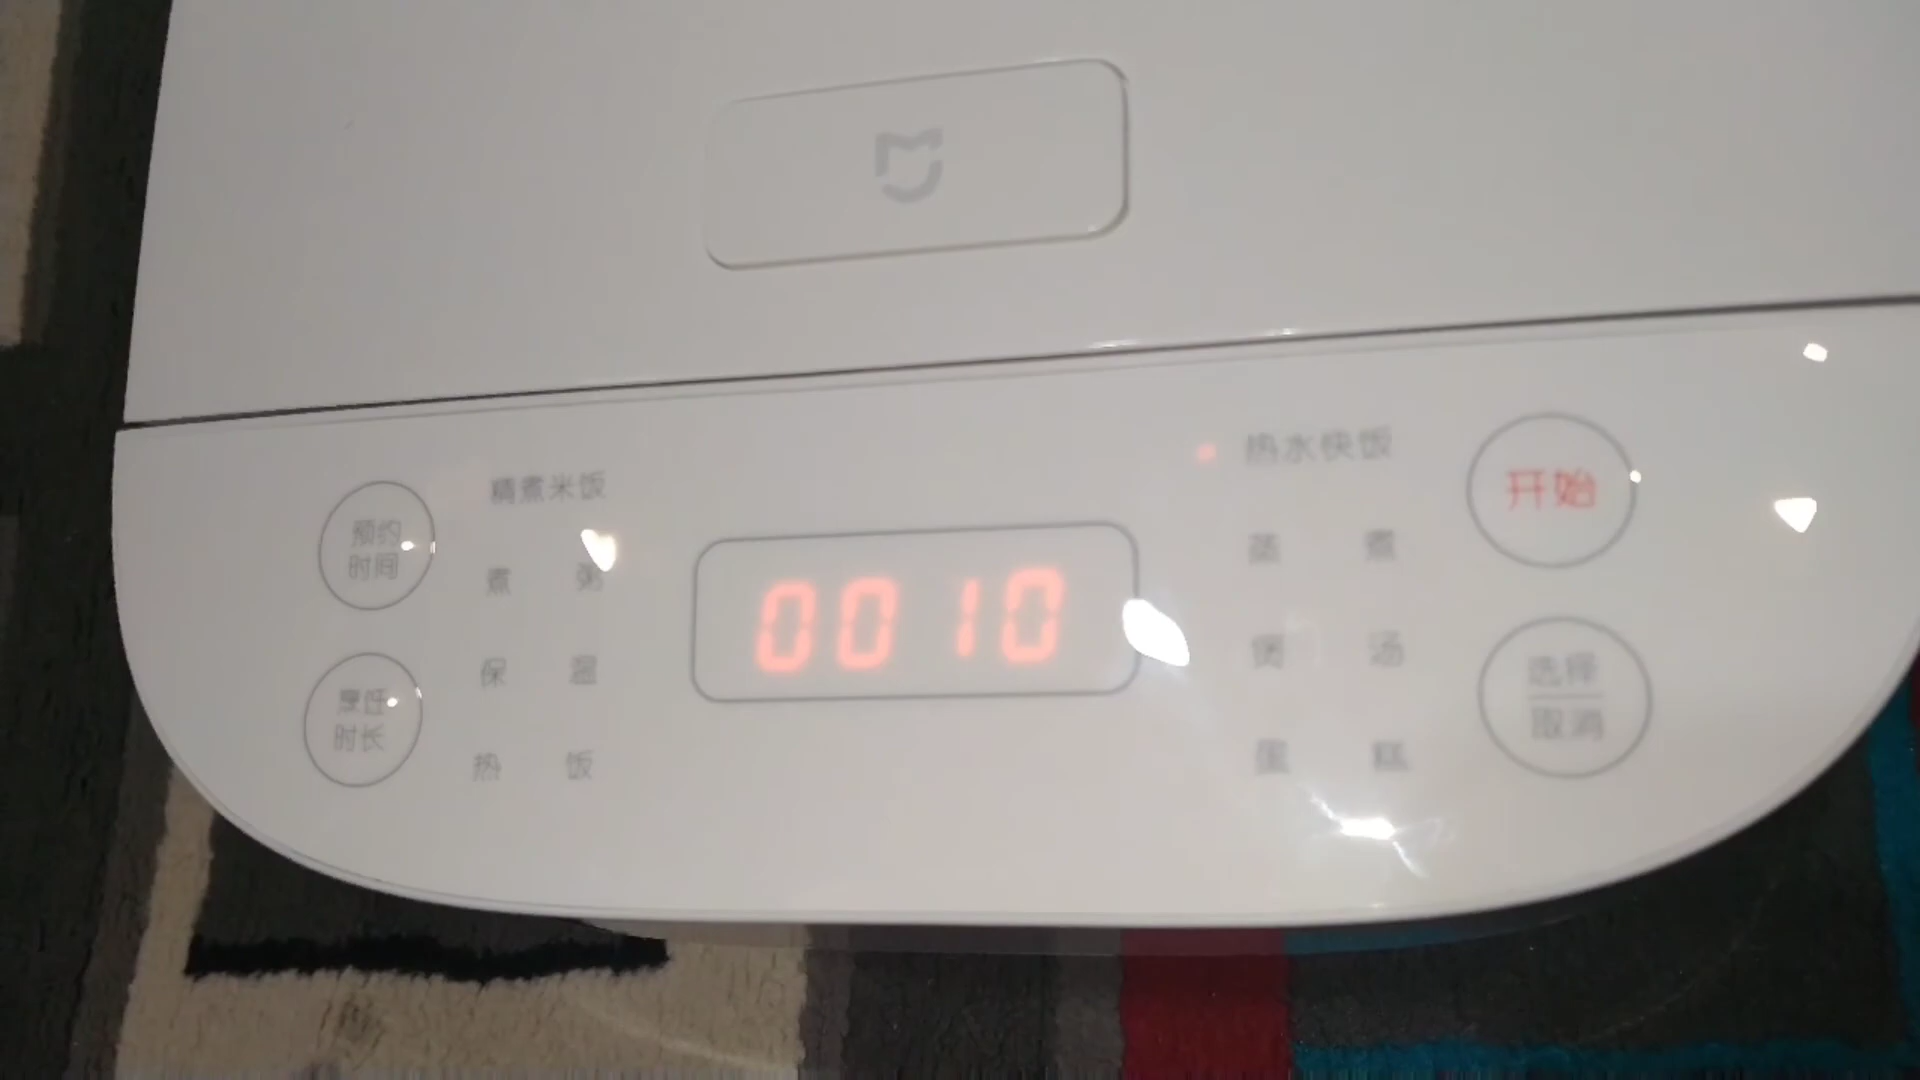 精煮米饭
预约
时间
煮 粥
保 温
烹饪
时长
热 饭
0010
热水快饭
蒸 煮
煲 汤
蛋 糕
开始
选择
取消